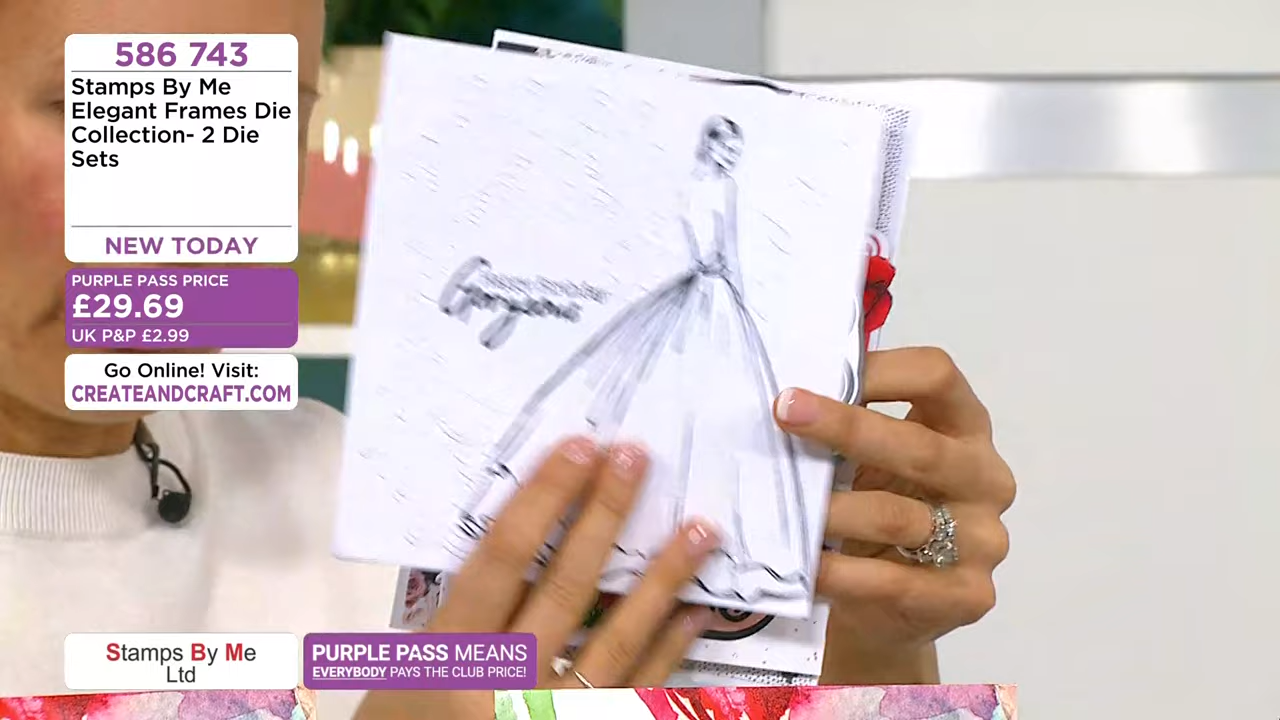 586 743
Stamps By Me
Elegant Frames Die
Collection- 2 Die
Sets
NEW TODAY
PURPLE PASS PRICE
£29.69
UK P&P £2.99
Go Online! Visit:
CREATEANDCRAFT.COM
Gorgeous
Stamps By Me
Ltd
PURPLE PASS MEANS
EVERYBODY PAYS THE CLUB PRICE!